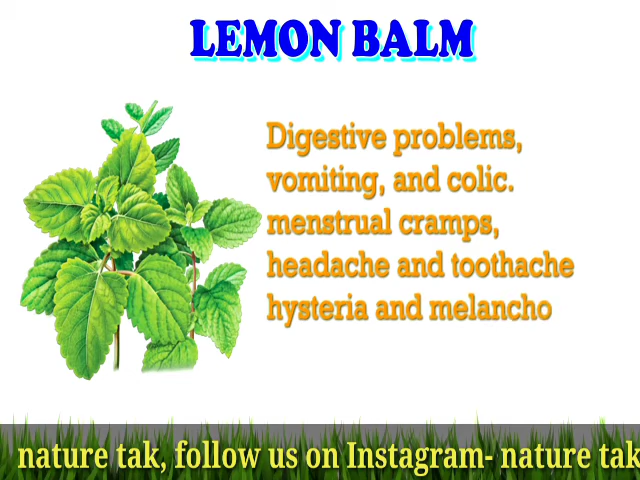 LEMON BALM
Digestive problems,
vomiting, and colic.
menstrual cramps,
headache and toothache
hysteria and melancho
nature tak, follow us on Instagram- nature tak